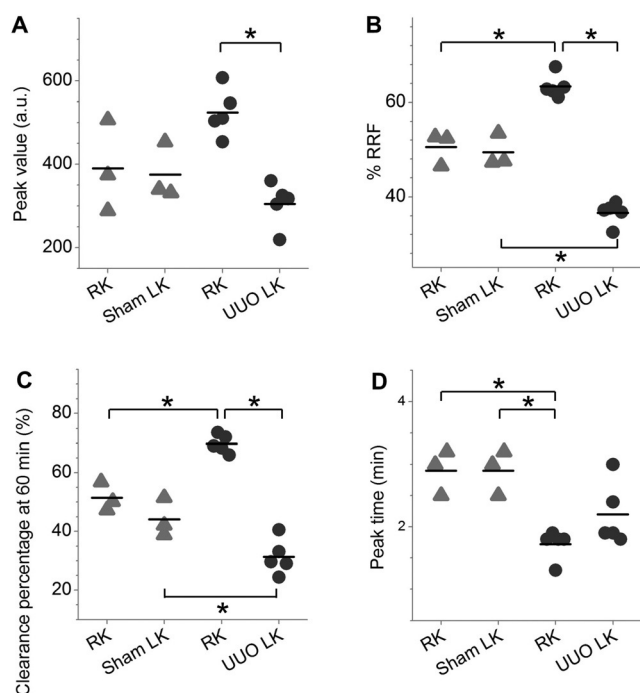 A
Peak value (a.u.)
600
400
200
*
RK
Sham LK
RK
UUO LK
B
% RRF
60
40
*
*
*
RK
Sham LK
RK
UUO LK
C
Clearance percentage at 60 min (%)
80
60
40
20
*
*
*
RK
Sham LK
RK
UUO LK
D
Peak time (min)
4
2
*
*
RK
Sham LK
RK
UUO LK